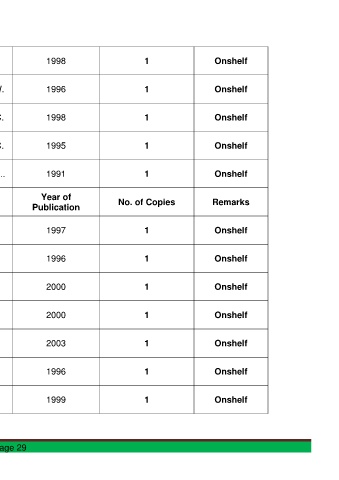 1998 1 Onshelf
1996 1 Onshelf
1998 1 Onshelf
1995 1 Onshelf
... 1991 1 Onshelf
Year of
Publication No. of Copies Remarks
1997 1 Onshelf
1996 1 Onshelf
2000 1 Onshelf
2000 1 Onshelf
2003 1 Onshelf
1996 1 Onshelf
1999 1 Onshelf
age 29